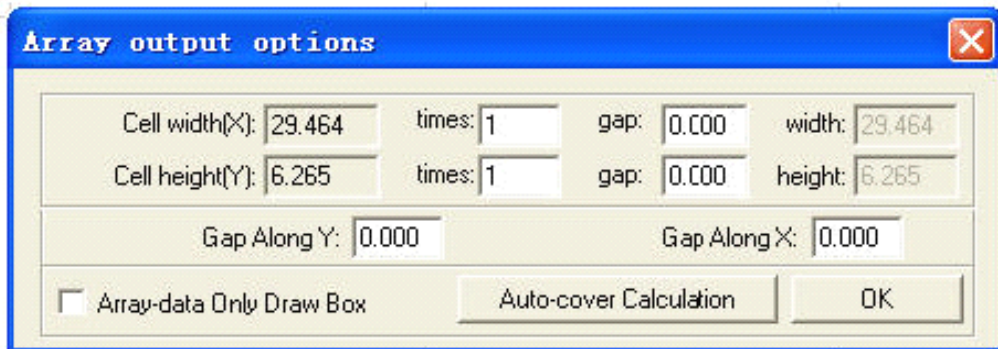 Array output options
Cell width(X): 29.464 times: 1 gap: 0.000 width: 29.464
Cell height(Y): 6.265 times: 1 gap: 0.000 height: 6.265
Gap Along Y: 0.000 Gap Along X: 0.000
Array-data Only Draw Box Auto-cover Calculation OK